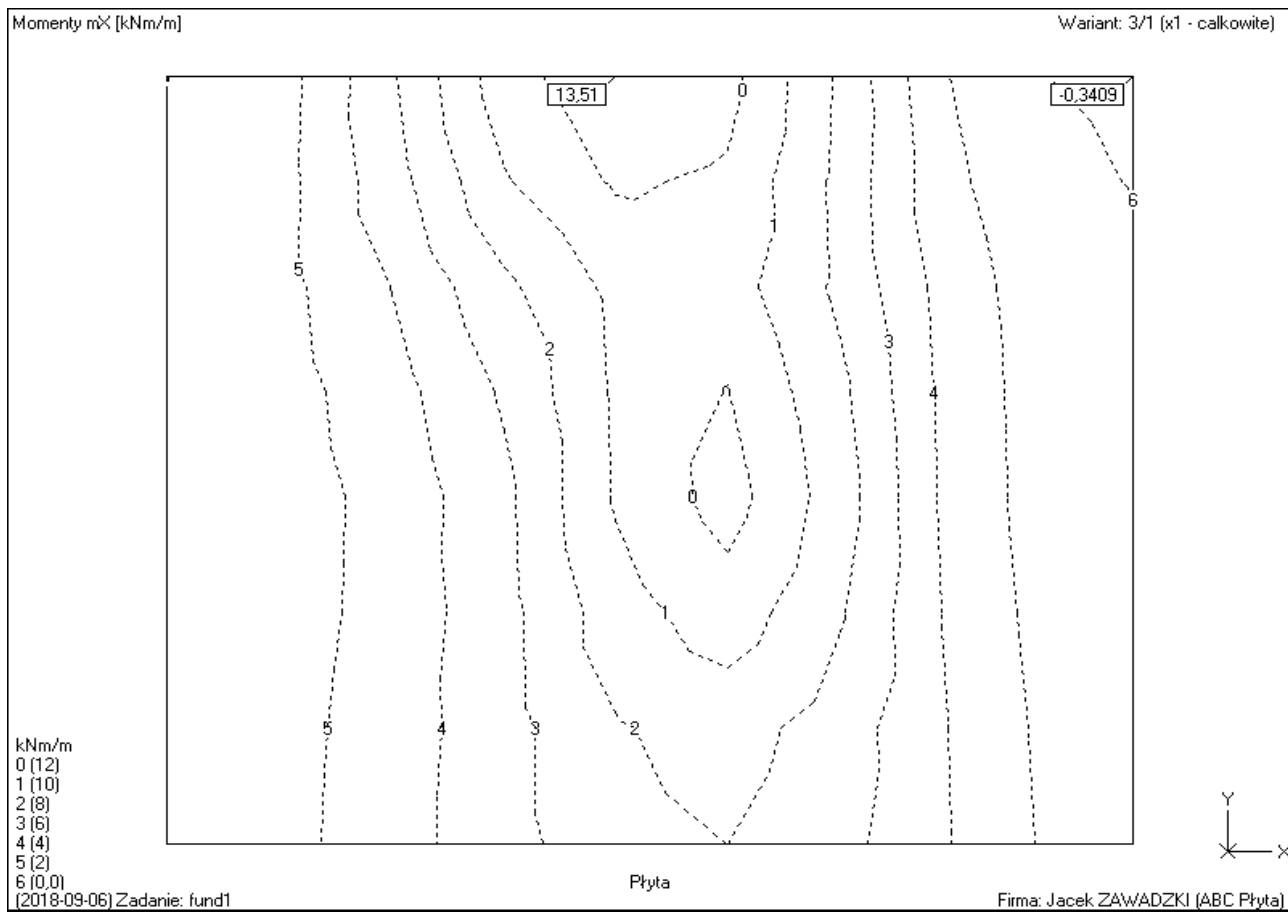 Momenty mX [kNm/m]
Wariant: 3/1 (x1 - calkowite)
13,51
0
-0,3409
6
1
5
3
2
4
0
0
1
5
4
3
2
kNm/m
0 (12)
1 (10)
2 (8)
3 (6)
4 (4)
5 (2)
6 (0,0)
Y
X
Płyta
(2018-09-06) Zadanie: fund1
Firma: Jacek ZAWADZKI (ABC Płyta)